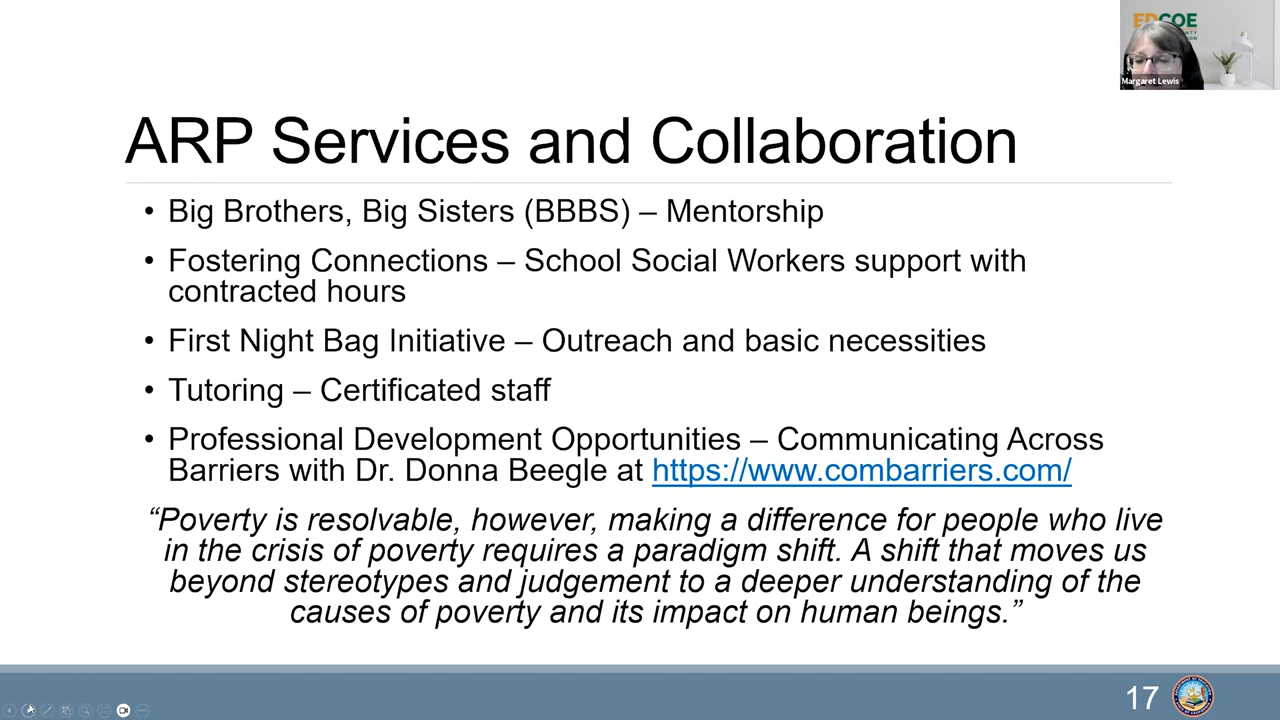 EDCOE
Margaret Lewis
ARP Services and Collaboration
• Big Brothers, Big Sisters (BBBS) – Mentorship
• Fostering Connections – School Social Workers support with
contracted hours
• First Night Bag Initiative – Outreach and basic necessities
• Tutoring – Certificated staff
• Professional Development Opportunities – Communicating Across
Barriers with Dr. Donna Beegle at https://www.combarriers.com/
“Poverty is resolvable, however, making a difference for people who live
in the crisis of poverty requires a paradigm shift. A shift that moves us
beyond stereotypes and judgement to a deeper understanding of the
causes of poverty and its impact on human beings.”
17